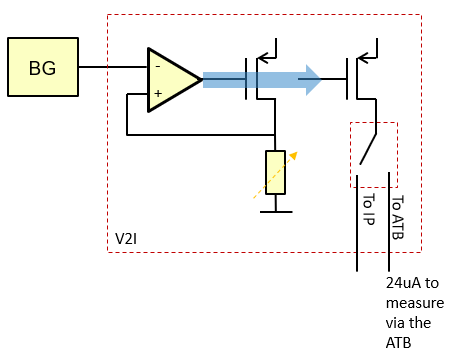 BG
-
+
To IP
To ATB
V2I
24uA to
measure
via the
ATB